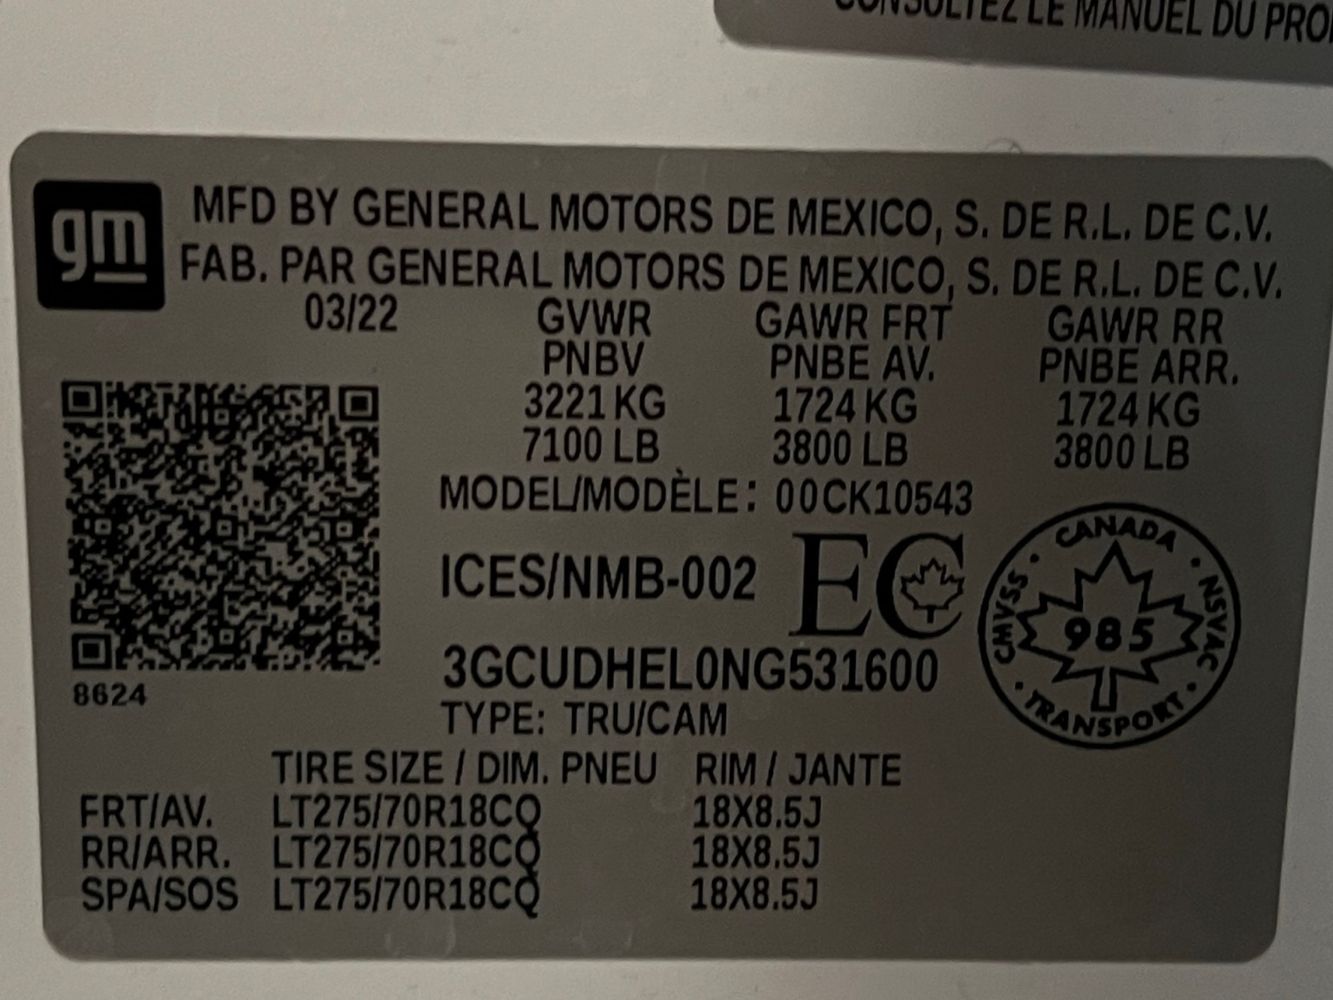 CONSULTEZ LE MANUEL DU
gm
MFD BY GENERAL MOTORS DE MEXICO, S. DE R.L. DE C.V.
FAB. PAR GENERAL MOTORS DE MEXICO, S. DE R.L. DE C.V.
03/22 GVWR GAWR FRT GAWR RR
PNBV PNBE AV. PNBE ARR.
3221 KG 1724 KG 1724 KG
7100 LB 3800 LB 3800 LB
MODEL/MODÈLE: 00CK10543
ICES/NMB-002 EC
CANADA
CMVSS · NSVAC
985
TRANSPORT
3GCUDHEL0NG531600
8624
TYPE: TRU/CAM
TIRE SIZE / DIM. PNEU RIM / JANTE
FRT/AV. LT275/70R18CQ 18X8.5J
RR/ARR. LT275/70R18CQ 18X8.5J
SPA/SOS LT275/70R18CQ 18X8.5J